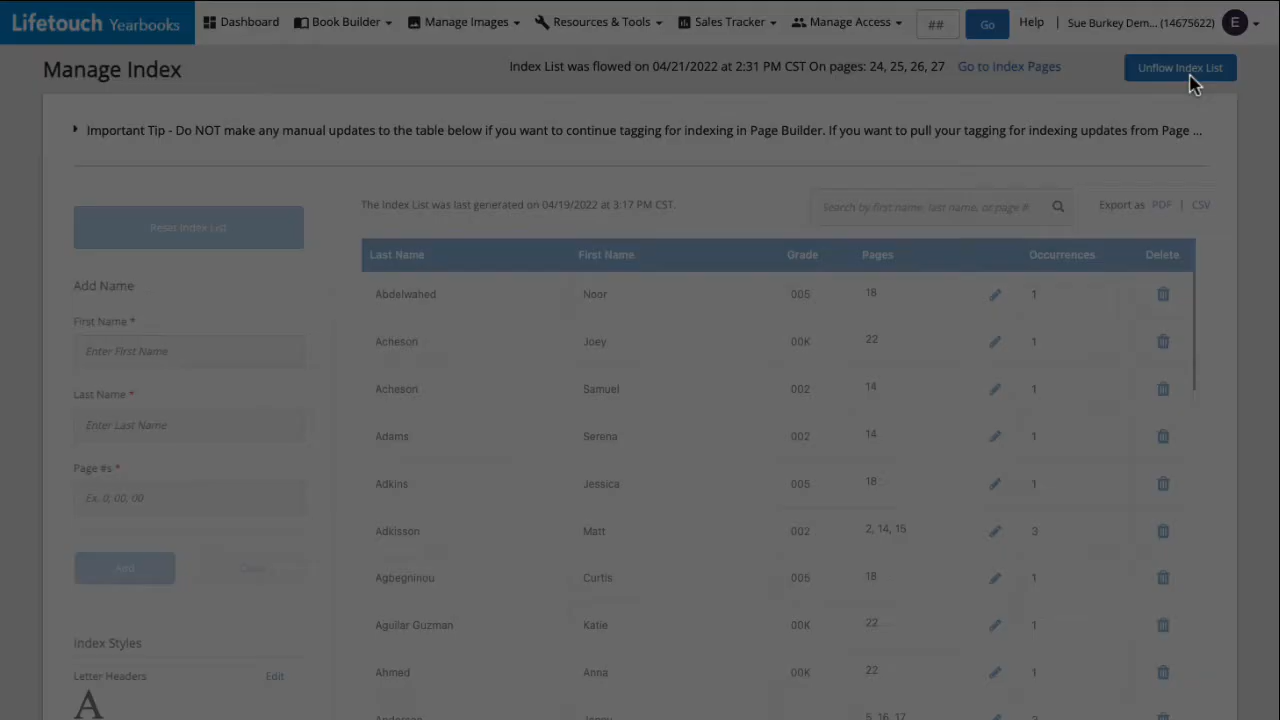 Lifetouch Yearbooks
Dashboard Book Builder Manage Images Resources & Tools Sales Tracker Manage Access ## Go Help | Sue Burkey Dem... (14675622) E
Manage Index Index List was flowed on 04/21/2022 at 2:31 PM CST On pages: 24, 25, 26, 27 Go to Index Pages Unflow Index List
Important Tip - Do NOT make any manual updates to the table below if you want to continue tagging for indexing in Page Builder. If you want to pull your tagging for indexing updates from Page ...
Reset Index List
Add Name
First Name *
Enter First Name
Last Name *
Enter Last Name
Page #s *
Ex. 0, 00, 00
Add Clear
Index Styles
Letter Headers Edit
A
The Index List was last generated on 04/19/2022 at 3:17 PM CST. Search by first name, last name, or page # Export as PDF | CSV
Last Name First Name Grade Pages Occurrences Delete
Abdelwahed Noor 005 18 1
Acheson Joey 00K 22 1
Acheson Samuel 002 14 1
Adams Serena 002 14 1
Adkins Jessica 005 18 1
Adkisson Matt 002 2, 14, 15 3
Agbegninou Curtis 005 18 1
Aguilar Guzman Katie 00K 22 1
Ahmed Anna 00K 22 1
5, 16, 17